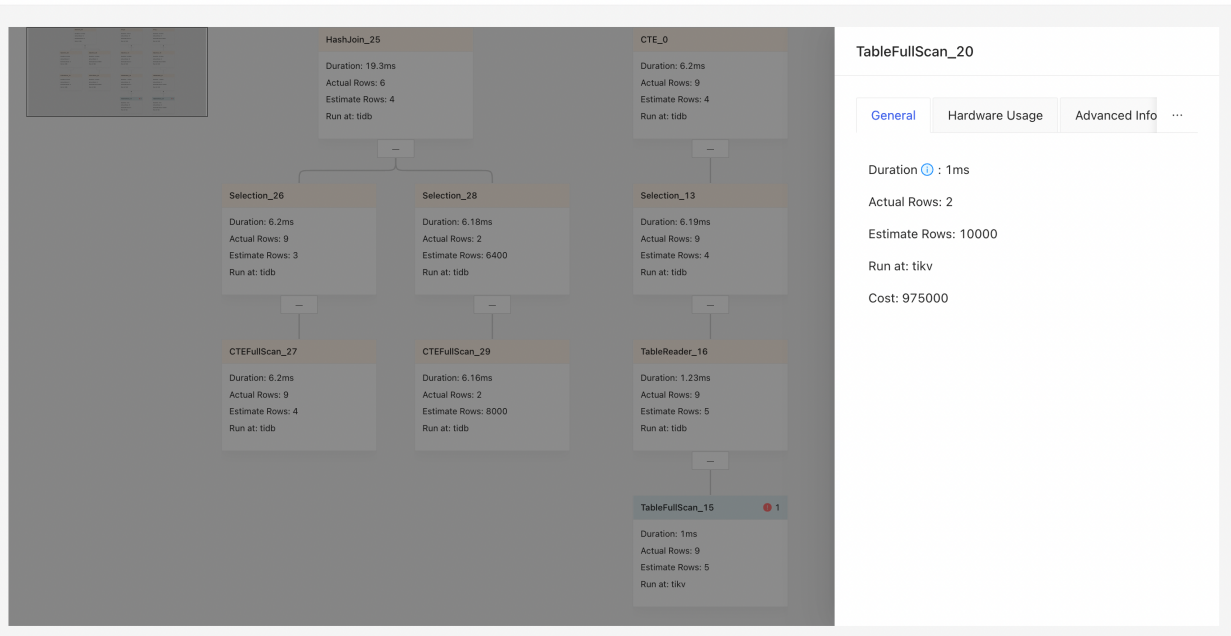 HashJoin_25
Duration: 19.3ms
Actual Rows: 6
Estimate Rows: 4
Run at: tidb
CTE_0
Duration: 6.2ms
Actual Rows: 9
Estimate Rows: 4
Run at: tidb
Selection_26
Duration: 6.2ms
Actual Rows: 9
Estimate Rows: 3
Run at: tidb
Selection_28
Duration: 6.18ms
Actual Rows: 2
Estimate Rows: 6400
Run at: tidb
Selection_13
Duration: 6.19ms
Actual Rows: 9
Estimate Rows: 4
Run at: tidb
CTEFullScan_27
Duration: 6.2ms
Actual Rows: 9
Estimate Rows: 4
Run at: tidb
CTEFullScan_29
Duration: 6.16ms
Actual Rows: 2
Estimate Rows: 8000
Run at: tidb
TableReader_16
Duration: 1.23ms
Actual Rows: 9
Estimate Rows: 5
Run at: tidb
TableFullScan_15 1
Duration: 1ms
Actual Rows: 9
Estimate Rows: 5
Run at: tikv
TableFullScan_20
General Hardware Usage Advanced Info ...
Duration : 1ms
Actual Rows: 2
Estimate Rows: 10000
Run at: tikv
Cost: 975000